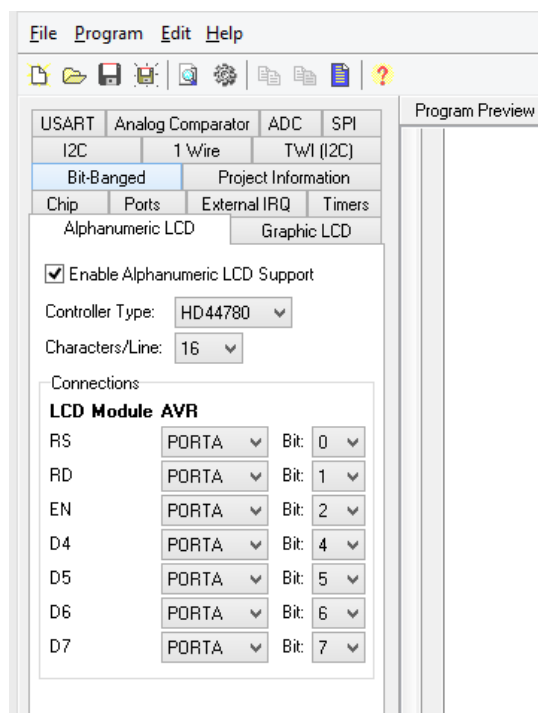 File Program Edit Help
Program Preview
USART Analog Comparator ADC SPI
I2C 1 Wire TWI (I2C)
Bit-Banged Project Information
Chip Ports External IRQ Timers
Alphanumeric LCD Graphic LCD
Enable Alphanumeric LCD Support
Controller Type: HD44780
Characters/Line: 16
Connections
LCD Module AVR
RS PORTA Bit: 0
RD PORTA Bit: 1
EN PORTA Bit: 2
D4 PORTA Bit: 4
D5 PORTA Bit: 5
D6 PORTA Bit: 6
D7 PORTA Bit: 7